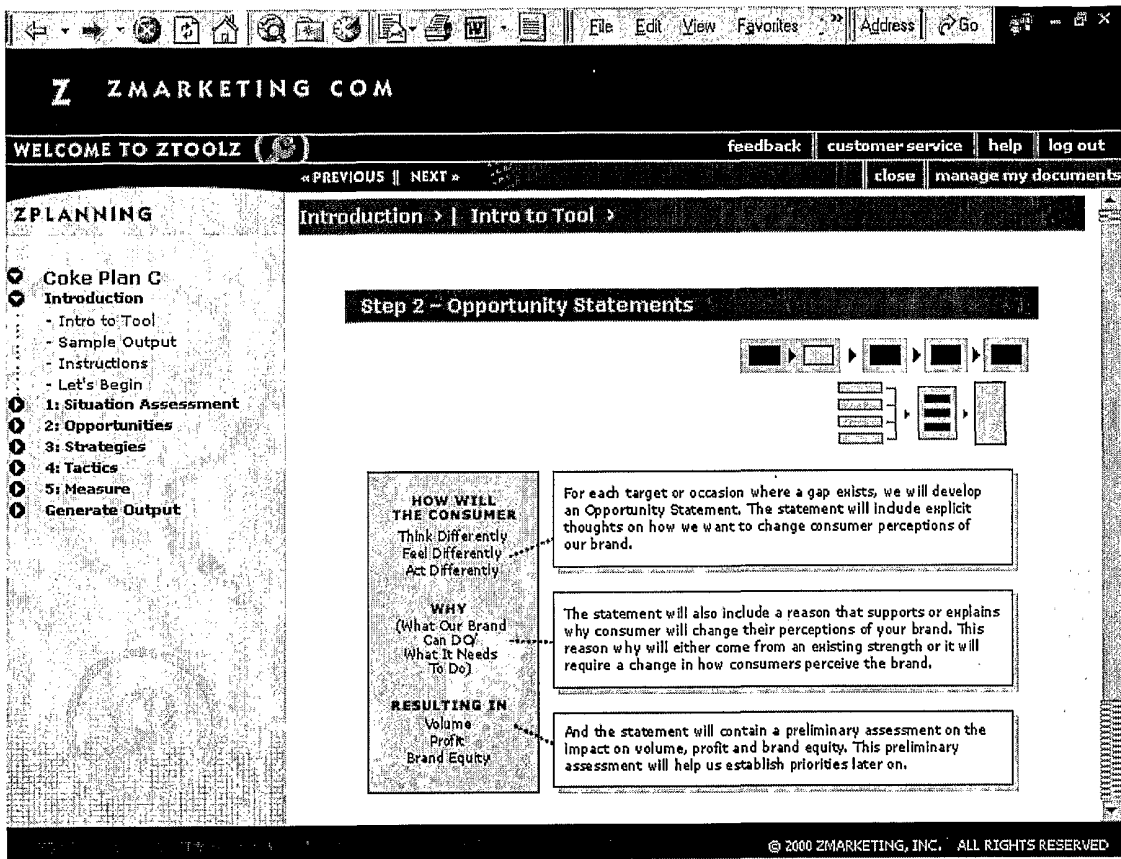 File Edit View Favorites » Address Go
Z ZMARKETING COM
WELCOME TO ZTOOLZ ( )
feedback || customer service || help || log out
« PREVIOUS || NEXT »
close || manage my documents
ZPLANNING
Introduction > | Intro to Tool >
Coke Plan C
Introduction
- Intro to Tool
- Sample Output
- Instructions
- Let's Begin
1: Situation Assessment
2: Opportunities
3: Strategies
4: Tactics
5: Measure
Generate Output
Step 2 – Opportunity Statements
HOW WILL
THE CONSUMER
Think Differently
Feel Differently
Act Differently
For each target or occasion where a gap exists, we will develop
an Opportunity Statement. The statement will include explicit
thoughts on how we want to change consumer perceptions of
our brand.
WHY
(What Our Brand
Can DO/
What It Needs
To Do)
The statement will also include a reason that supports or explains
why consumer will change their perceptions of your brand. This
reason why will either come from an existing strength or it will
require a change in how consumers perceive the brand.
RESULTING IN
Volume
Profit
Brand Equity
And the statement will contain a preliminary assessment on the
impact on volume, profit and brand equity. This preliminary
assessment will help us establish priorities later on.
© 2000 ZMARKETING, INC. ALL RIGHTS RESERVED